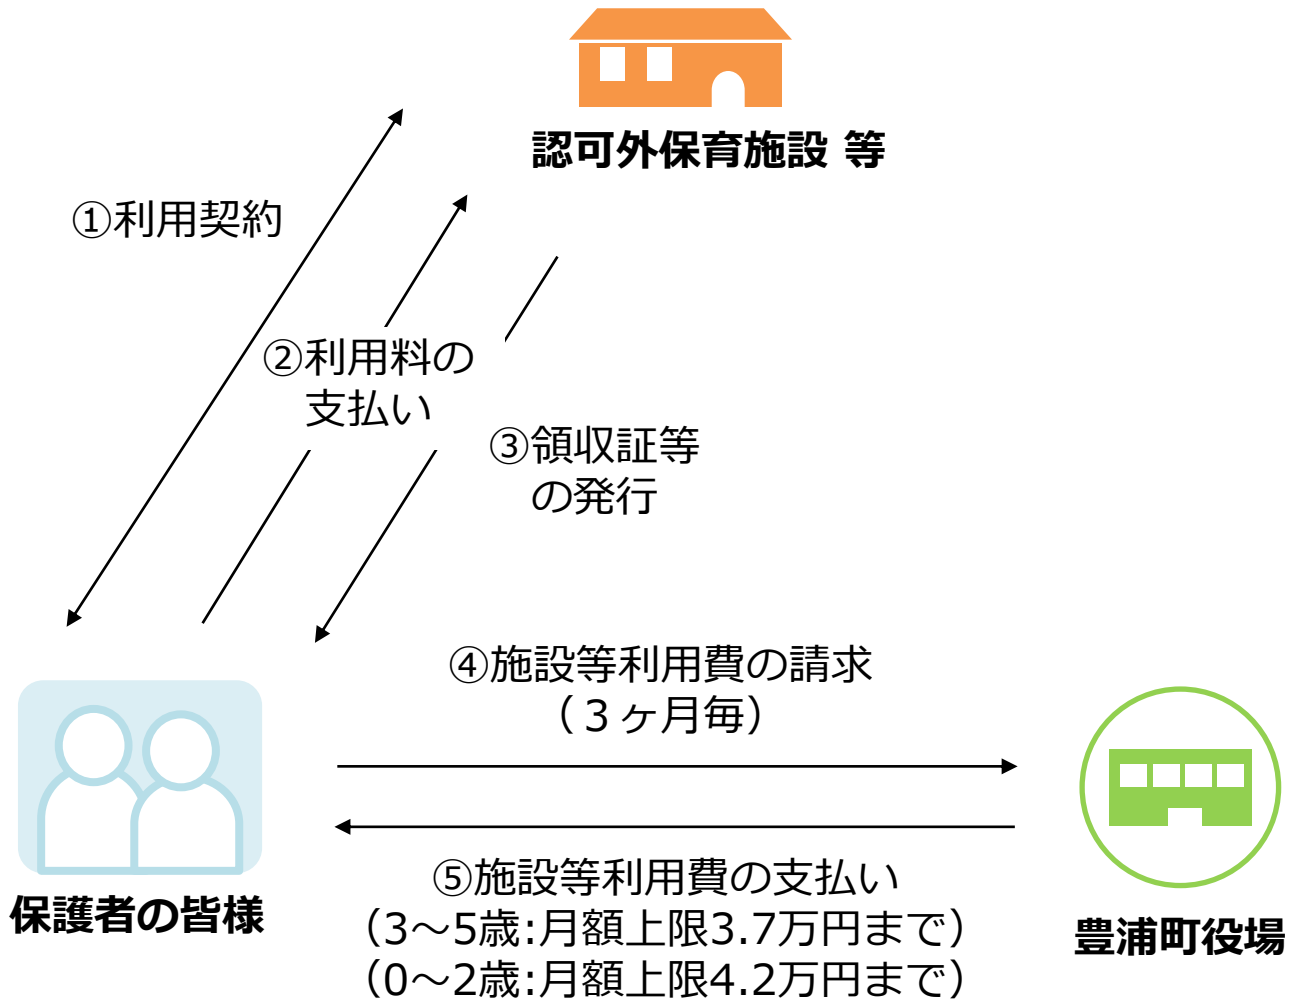 認可外保育施設 等
①利用契約
②利用料の
支払い
③領収証等
の発行
④施設等利用費の請求
（３ヶ月毎）
⑤施設等利用費の支払い
（3～5歳:月額上限3.7万円まで）
（0～2歳:月額上限4.2万円まで）
保護者の皆様
豊浦町役場